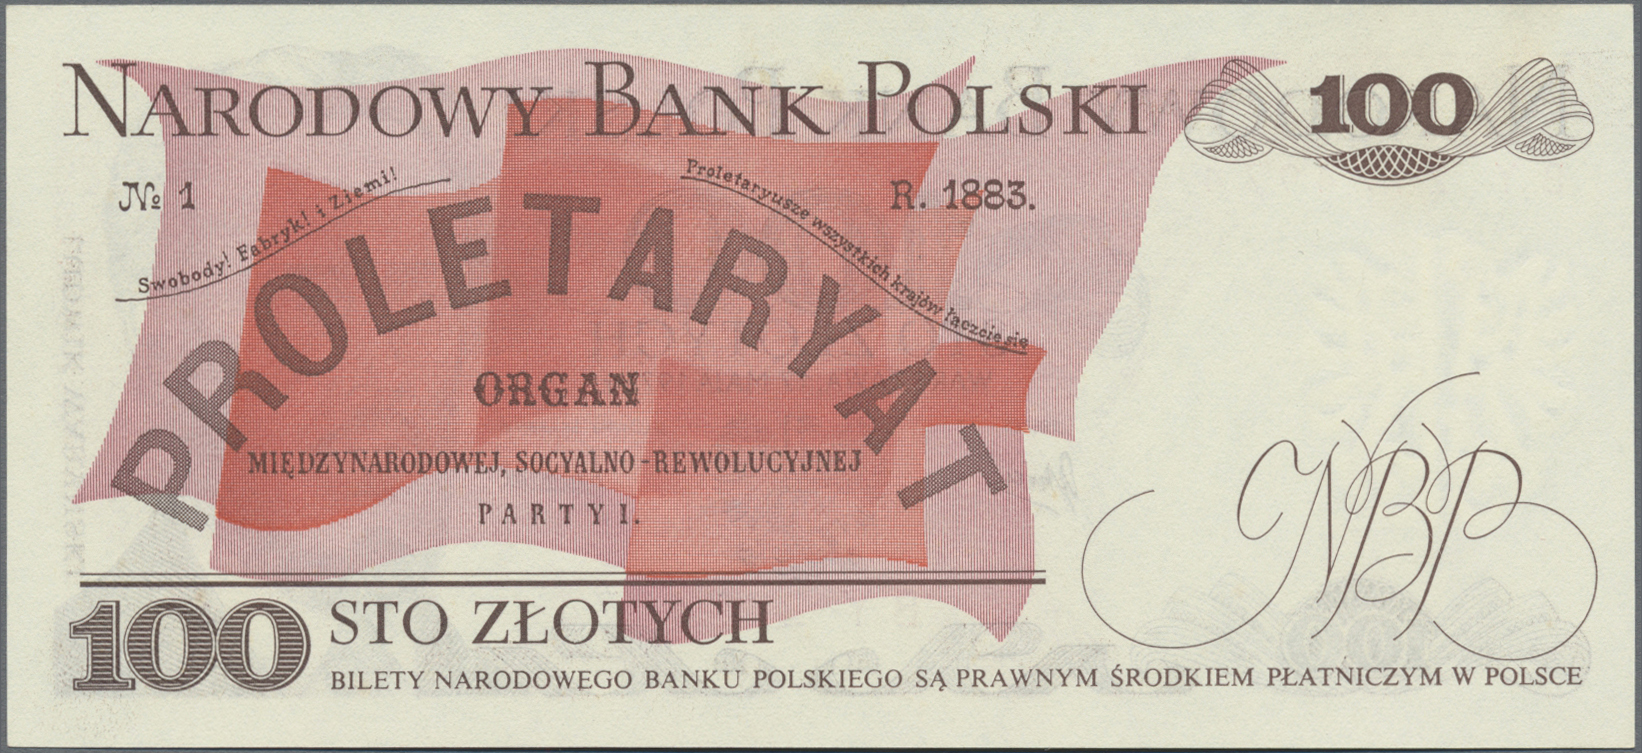 NARODOWY BANK POLSKI
100
№ 1
R. 1883.
Swobody! Fabryk! i Ziemi!
Proletaryusze wszystkich krajów łączcie się
PROLETARYAT
ORGAN
MIĘDZYNARODOWEJ, SOCYALNO-REWOLUCYJNEJ
PARTYI.
NBP
100 STO ZŁOTYCH
BILETY NARODOWEGO BANKU POLSKIEGO SĄ PRAWNYM ŚRODKIEM PŁATNICZYM W POLSCE